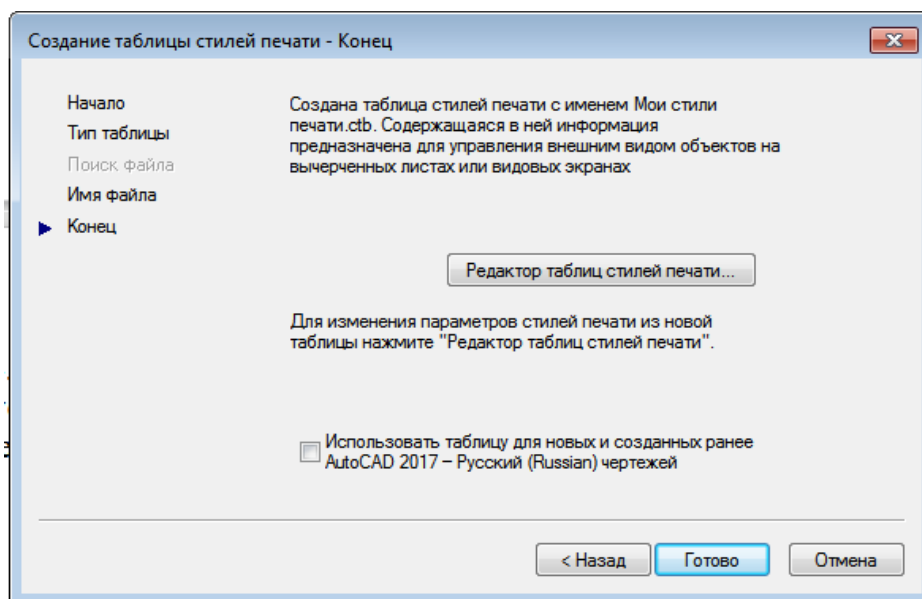 Создание таблицы стилей печати - Конец
Начало
Тип таблицы
Поиск файла
Имя файла
Конец
Создана таблица стилей печати с именем Мои стили
печати.ctb. Содержащаяся в ней информация
предназначена для управления внешним видом объектов на
вычерченных листах или видовых экранах
Редактор таблиц стилей печати...
Для изменения параметров стилей печати из новой
таблицы нажмите "Редактор таблиц стилей печати".
Использовать таблицу для новых и созданных ранее
AutoCAD 2017 – Русский (Russian) чертежей
< Назад
Готово
Отмена